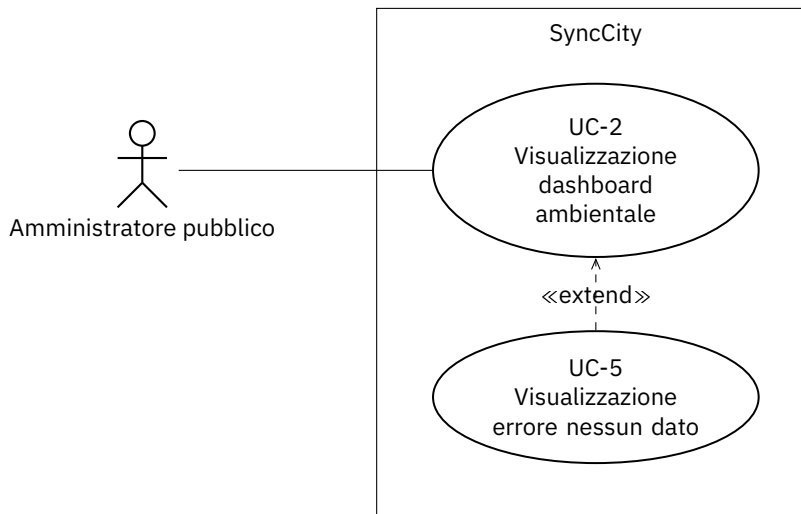 SyncCity
UC-2
Visualizzazione
dashboard
ambientale
Amministratore pubblico
≪extend≫
UC-5
Visualizzazione
errore nessun dato